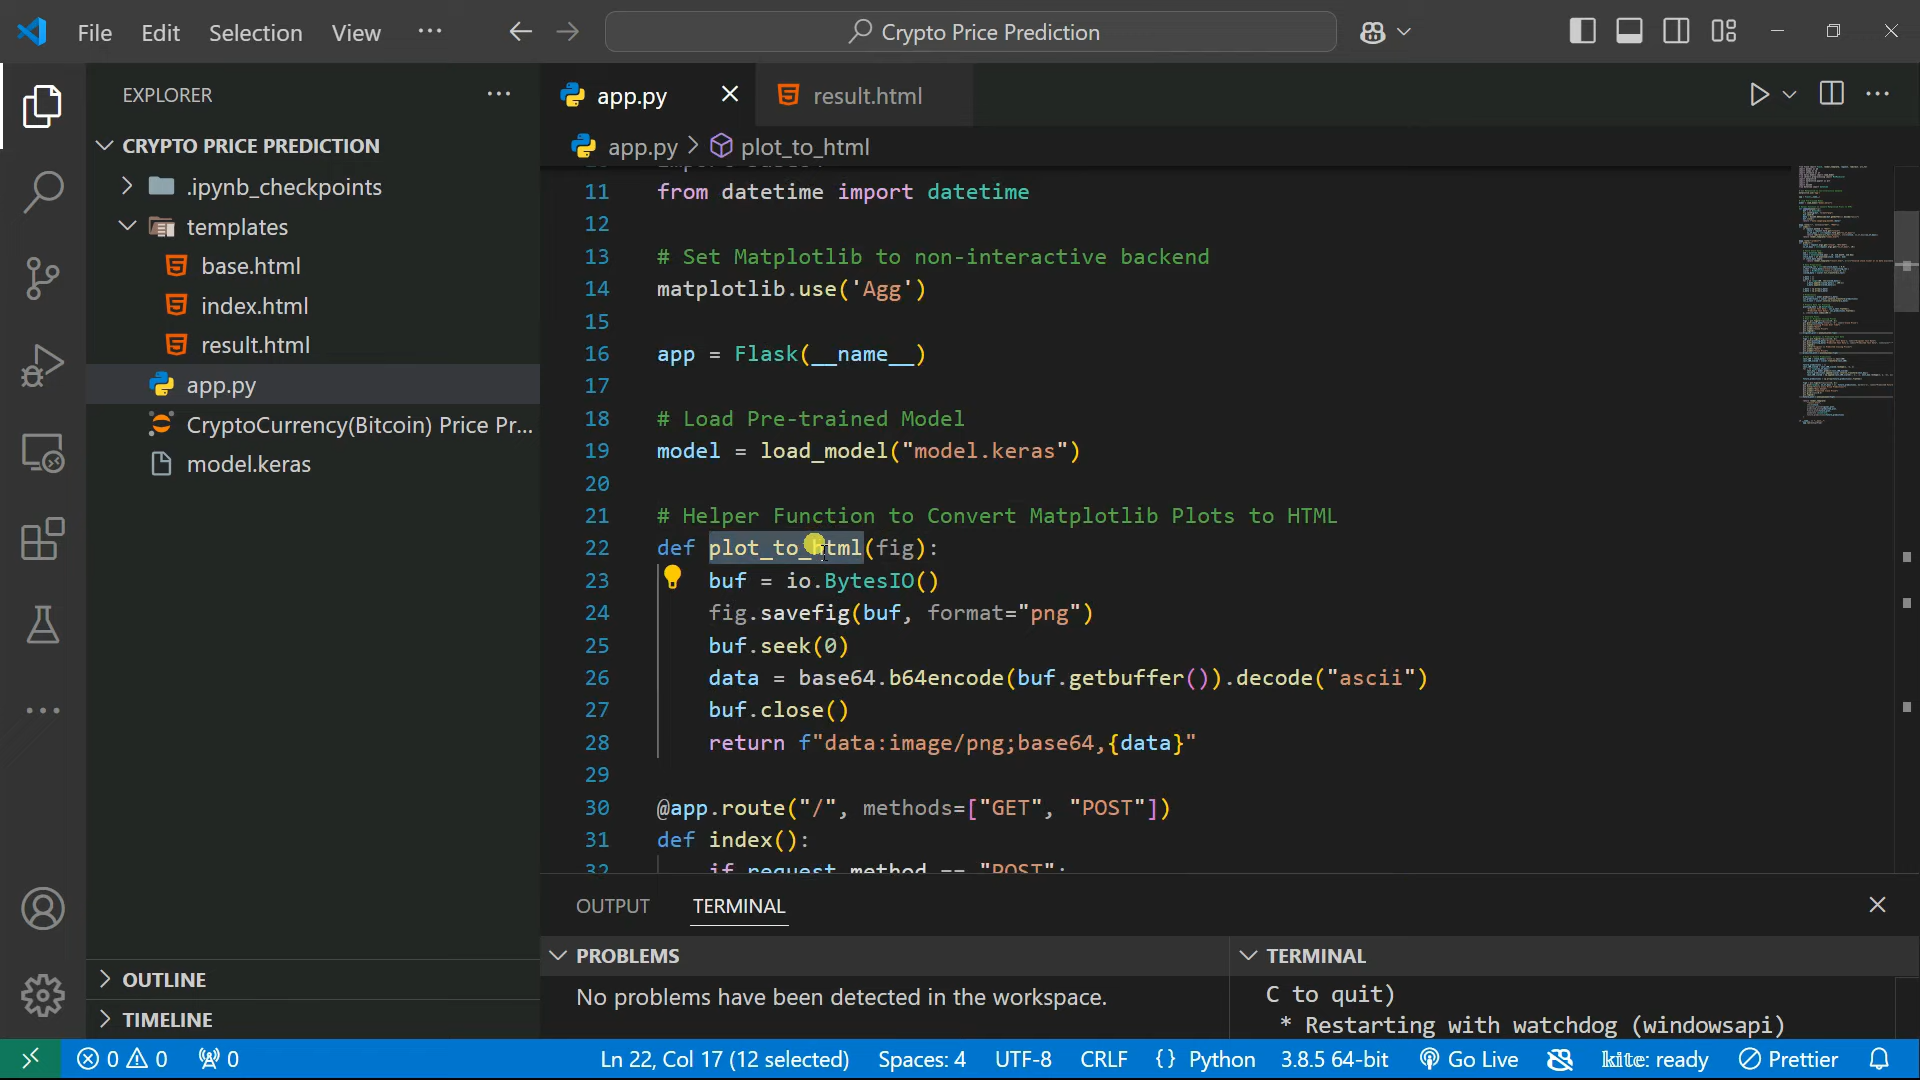 File Edit Selection View ··· Crypto Price Prediction
EXPLORER ···
CRYPTO PRICE PREDICTION
.ipynb_checkpoints
templates
base.html
index.html
result.html
app.py
CryptoCurrency(Bitcoin) Price Pr...
model.keras
OUTLINE
TIMELINE
app.py result.html
app.py > plot_to_html
11 from datetime import datetime
12
13 # Set Matplotlib to non-interactive backend
14 matplotlib.use('Agg')
15
16 app = Flask(__name__)
17
18 # Load Pre-trained Model
19 model = load_model("model.keras")
20
21 # Helper Function to Convert Matplotlib Plots to HTML
22 def plot_to_html(fig):
23 buf = io.BytesIO()
24 fig.savefig(buf, format="png")
25 buf.seek(0)
26 data = base64.b64encode(buf.getbuffer()).decode("ascii")
27 buf.close()
28 return f"data:image/png;base64,{data}"
29
30 @app.route("/", methods=["GET", "POST"])
31 def index():
32 if request.method == "POST":
OUTPUT TERMINAL
PROBLEMS
No problems have been detected in the workspace.
TERMINAL
C to quit)
* Restarting with watchdog (windowsapi)
0 0 0 Ln 22, Col 17 (12 selected) Spaces: 4 UTF-8 CRLF {} Python 3.8.5 64-bit Go Live kite: ready Prettier